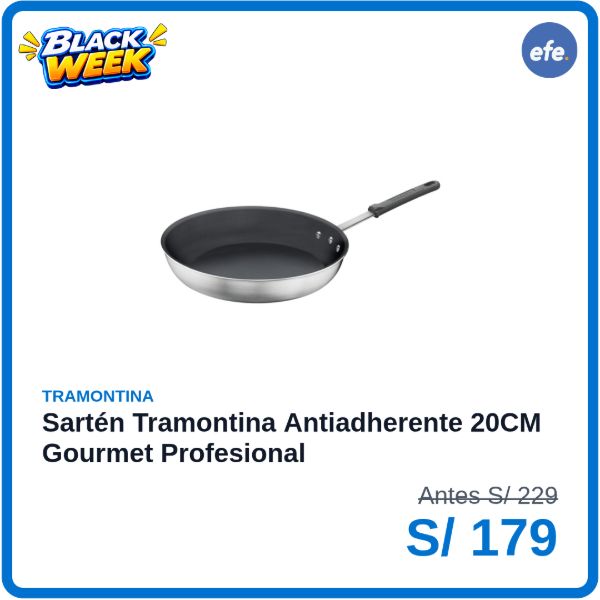 BLACK
WEEK
efe.
TRAMONTINA
Sartén Tramontina Antiadherente 20CM
Gourmet Profesional
Antes S/ 229
S/ 179